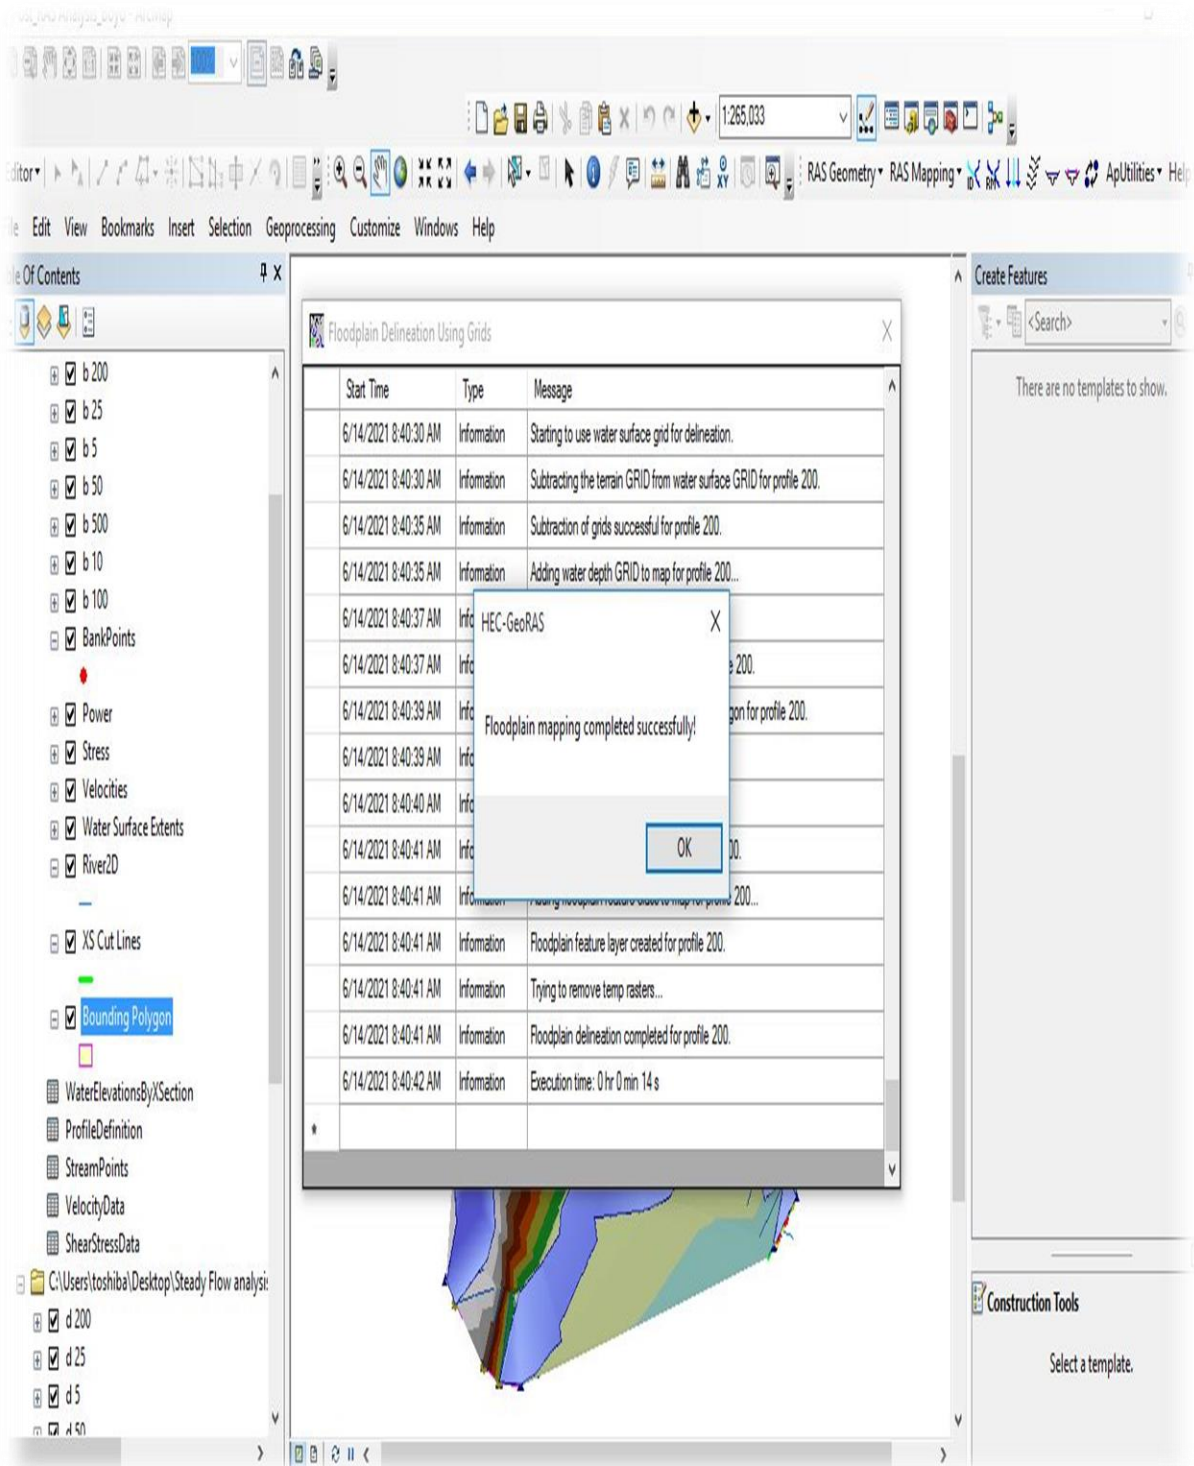 1:265,033
RAS Geometry RAS Mapping ApUtilities Help
Edit View Bookmarks Insert Selection Geoprocessing Customize Windows Help
Of Contents
b 200
b 25
b 5
b 50
b 500
b 10
b 100
BankPoints
Power
Stress
Velocities
Water Surface Extents
River2D
XS Cut Lines
Bounding Polygon
WaterElevationsByXSection
ProfileDefinition
StreamPoints
VelocityData
ShearStressData
C:\Users\toshiba\Desktop\Steady Flow analysis
d 200
d 25
d 5
d 50
Floodplain Delineation Using Grids
Start Time Type Message
6/14/2021 8:40:30 AM Information Starting to use water surface grid for delineation.
6/14/2021 8:40:30 AM Information Subtracting the terrain GRID from water surface GRID for profile 200.
6/14/2021 8:40:35 AM Information Subtraction of grids successful for profile 200.
6/14/2021 8:40:35 AM Information Adding water depth GRID to map for profile 200...
6/14/2021 8:40:37 AM
6/14/2021 8:40:37 AM 200.
6/14/2021 8:40:39 AM for profile 200.
6/14/2021 8:40:39 AM
6/14/2021 8:40:40 AM
6/14/2021 8:40:41 AM
6/14/2021 8:40:41 AM 200...
6/14/2021 8:40:41 AM Information Floodplain feature layer created for profile 200.
6/14/2021 8:40:41 AM Information Trying to remove temp rasters...
6/14/2021 8:40:41 AM Information Floodplain delineation completed for profile 200.
6/14/2021 8:40:42 AM Information Execution time: 0 hr 0 min 14 s
HEC-GeoRAS
Floodplain mapping completed successfully!
OK
Create Features
<Search>
There are no templates to show.
Construction Tools
Select a template.